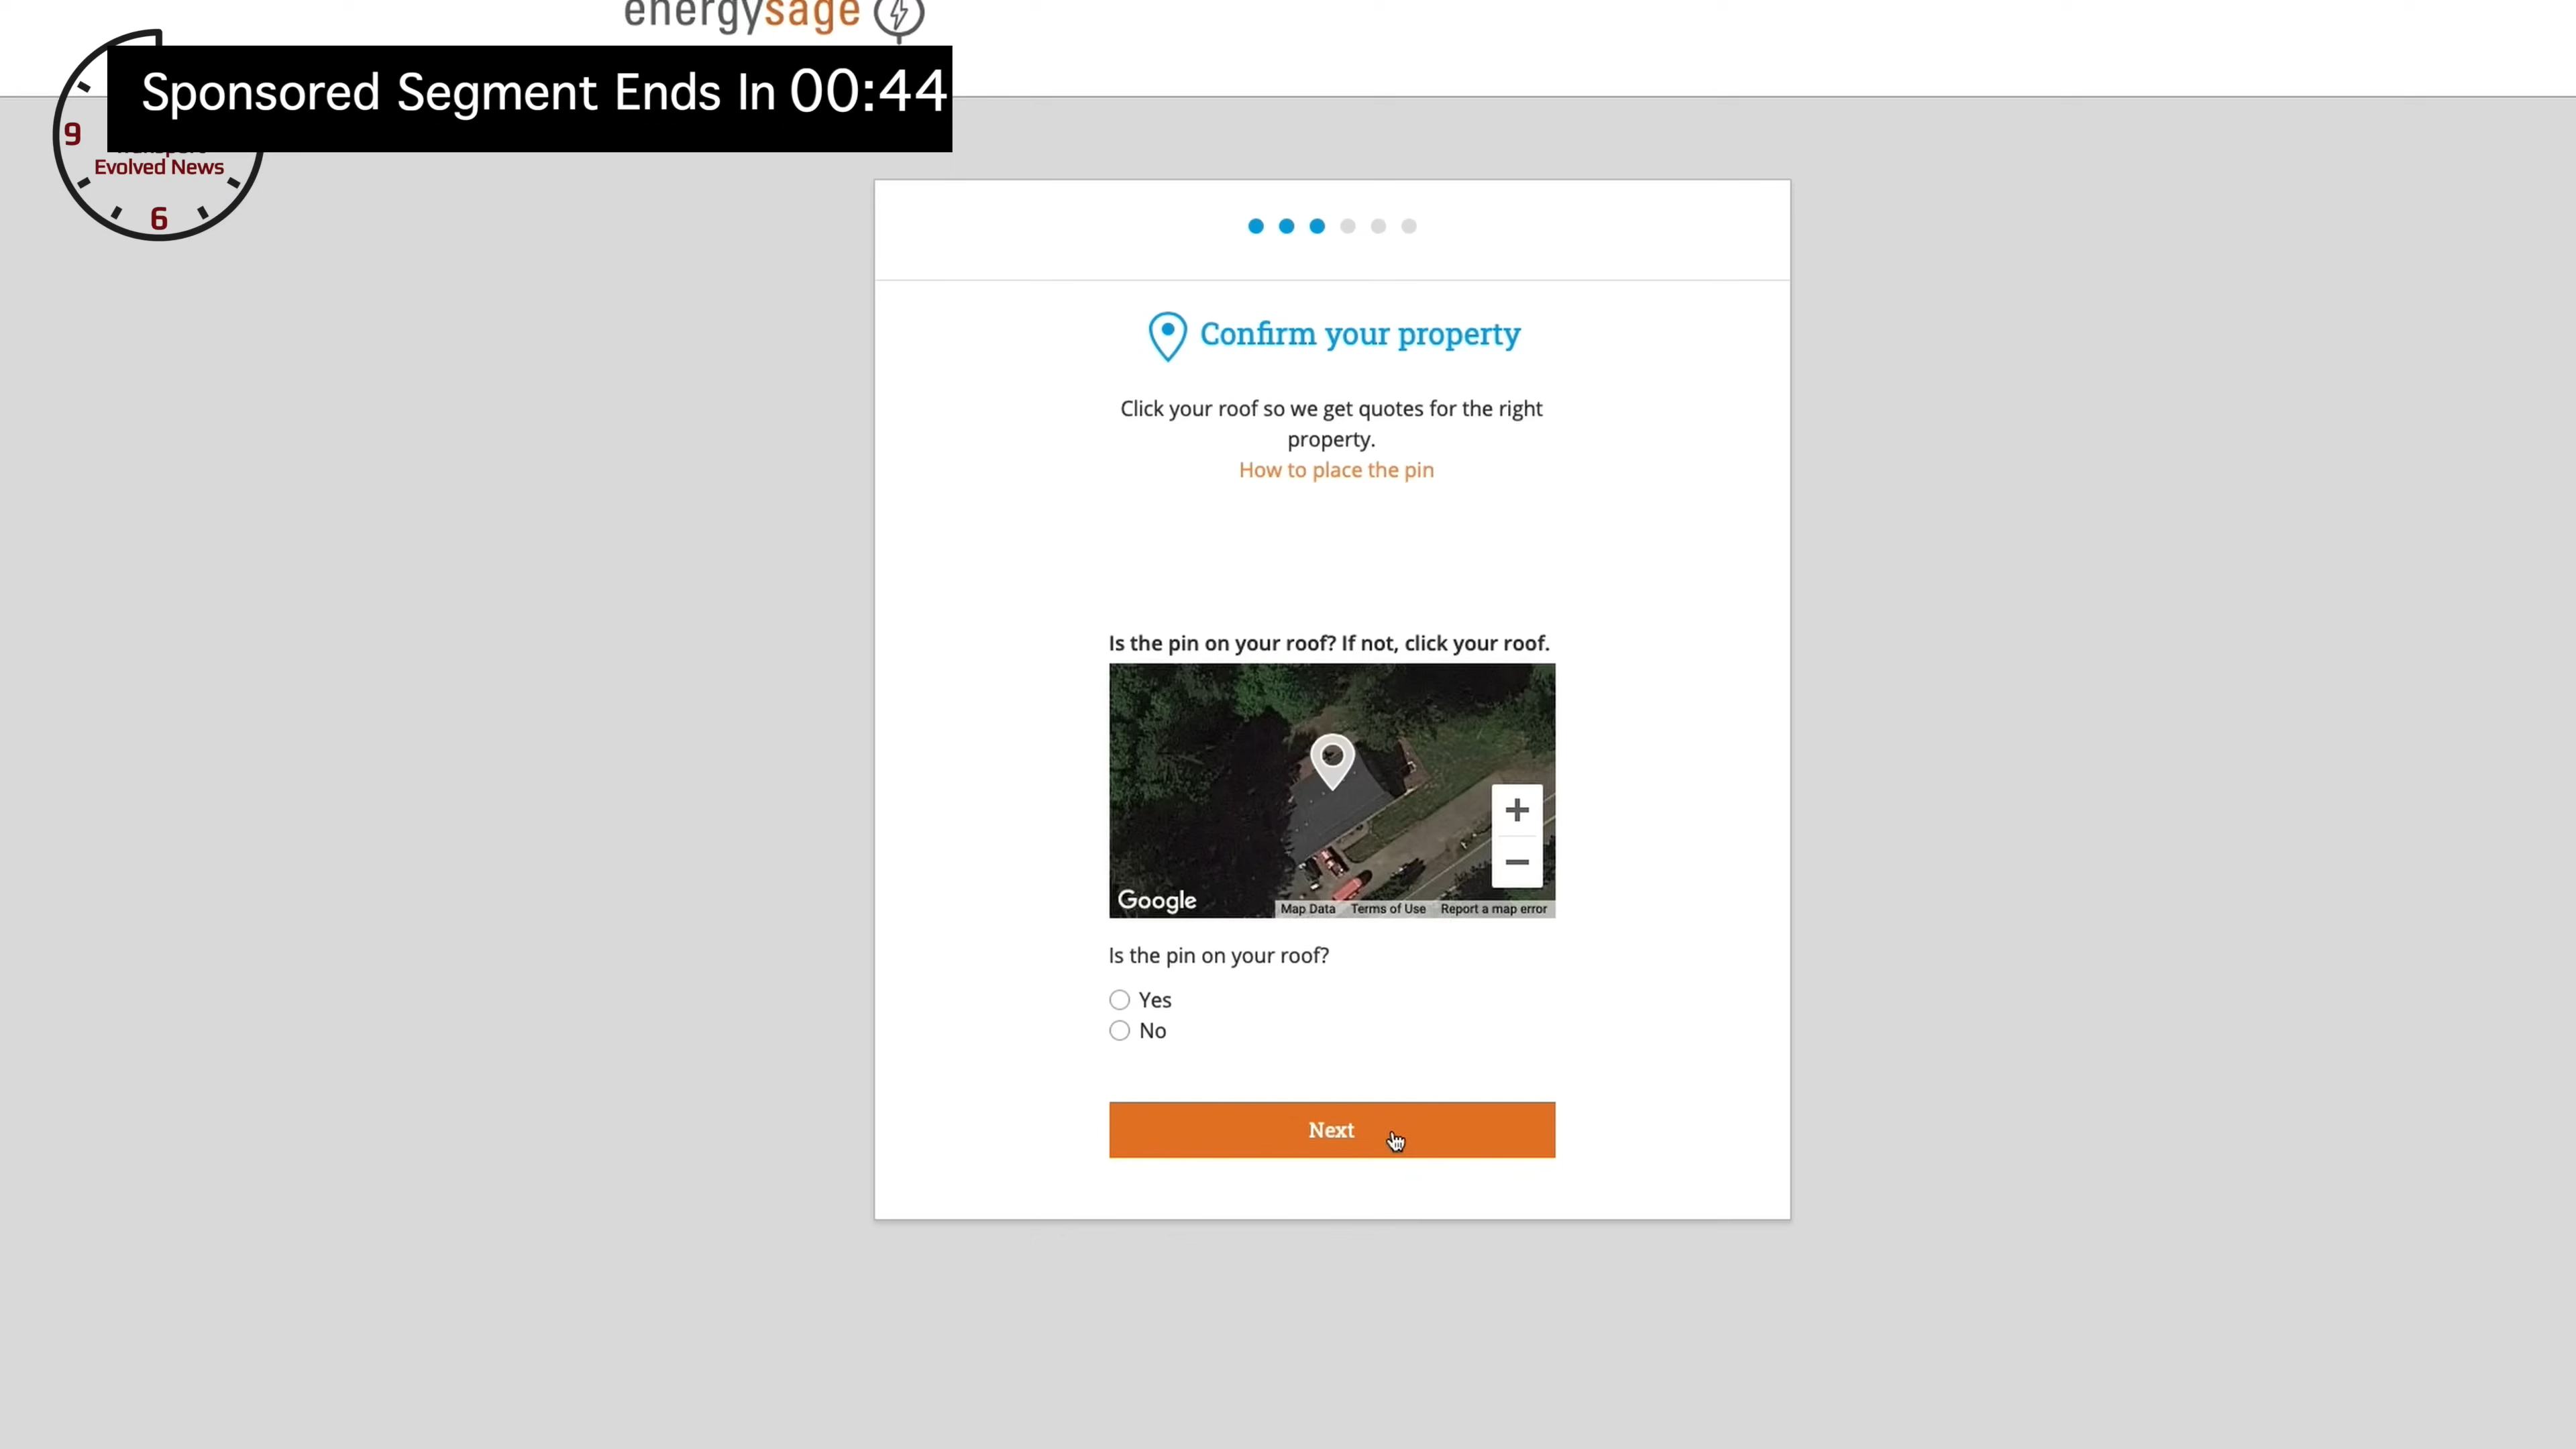 energysage
Sponsored Segment Ends In 00:44
9
Evolved News
6
Confirm your property
Click your roof so we get quotes for the right
property.
How to place the pin
Is the pin on your roof? If not, click your roof.
+
−
Google
Map Data Terms of Use Report a map error
Is the pin on your roof?
Yes
No
Next